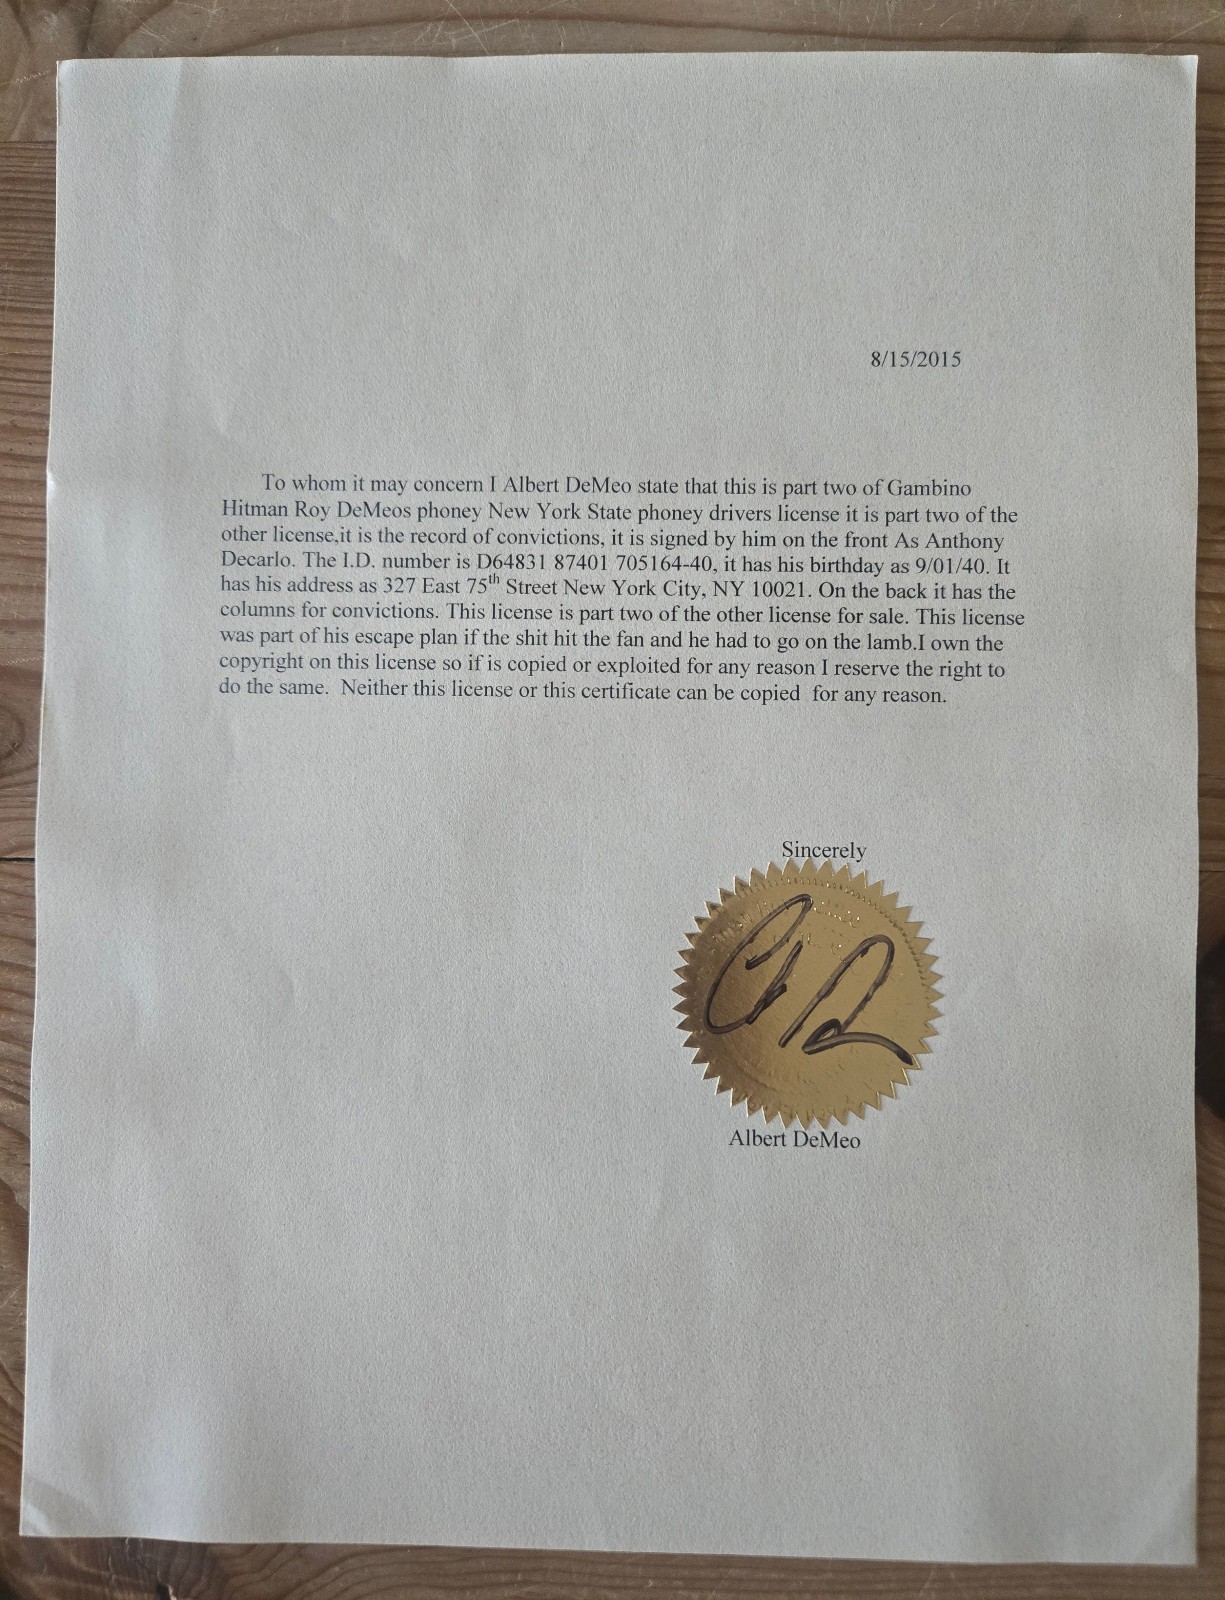 8/15/2015
To whom it may concern I Albert DeMeo state that this is part two of Gambino
Hitman Roy DeMeos phoney New York State phoney drivers license it is part two of the
other license,it is the record of convictions, it is signed by him on the front As Anthony
Decarlo. The I.D. number is D64831 87401 705164-40, it has his birthday as 9/01/40. It
has his address as 327 East 75th Street New York City, NY 10021. On the back it has the
columns for convictions. This license is part two of the other license for sale. This license
was part of his escape plan if the shit hit the fan and he had to go on the lamb.I own the
copyright on this license so if is copied or exploited for any reason I reserve the right to
do the same.  Neither this license or this certificate can be copied  for any reason.
Sincerely
Albert DeMeo